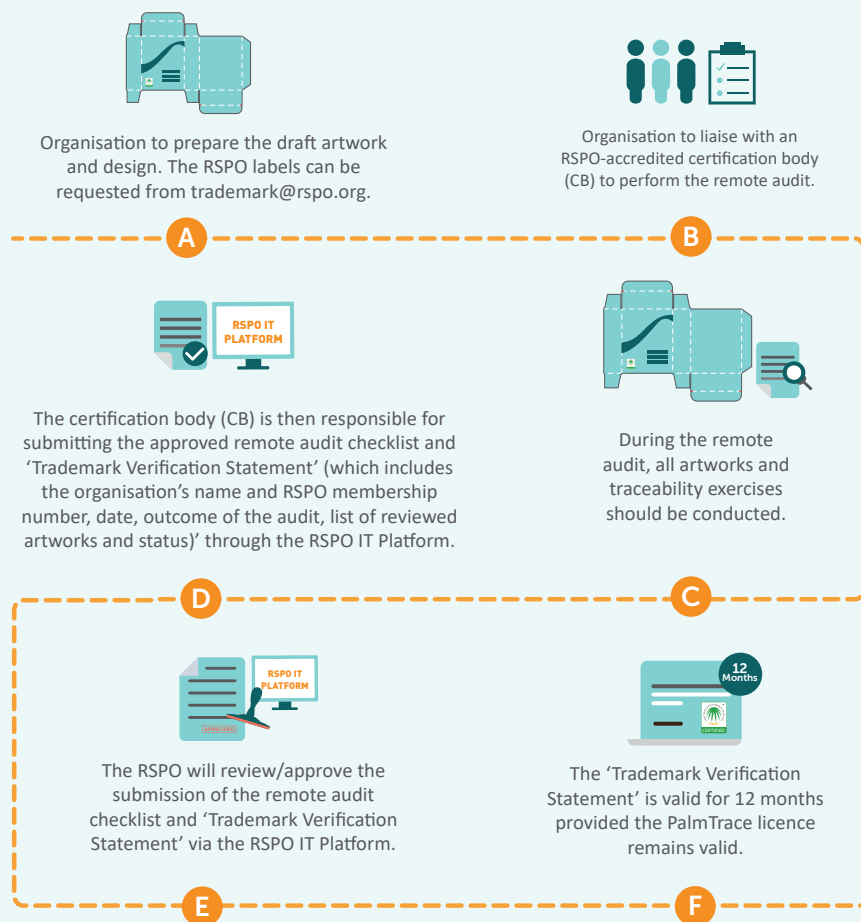 Organisation to prepare the draft artwork
and design. The RSPO labels can be
requested from trademark@rspo.org.
A
Organisation to liaise with an
RSPO-accredited certification body
(CB) to perform the remote audit.
B
During the remote
audit, all artworks and
traceability exercises
should be conducted.
C
RSPO IT
PLATFORM
The certification body (CB) is then responsible for
submitting the approved remote audit checklist and
‘Trademark Verification Statement’ (which includes
the organisation’s name and RSPO membership
number, date, outcome of the audit, list of reviewed
artworks and status)’ through the RSPO IT Platform.
D
RSPO IT
PLATFORM
APPROVED
The RSPO will review/approve the
submission of the remote audit
checklist and ‘Trademark Verification
Statement’ via the RSPO IT Platform.
E
12
Months
CERTIFIED
The ‘Trademark Verification
Statement’ is valid for 12 months
provided the PalmTrace licence
remains valid.
F